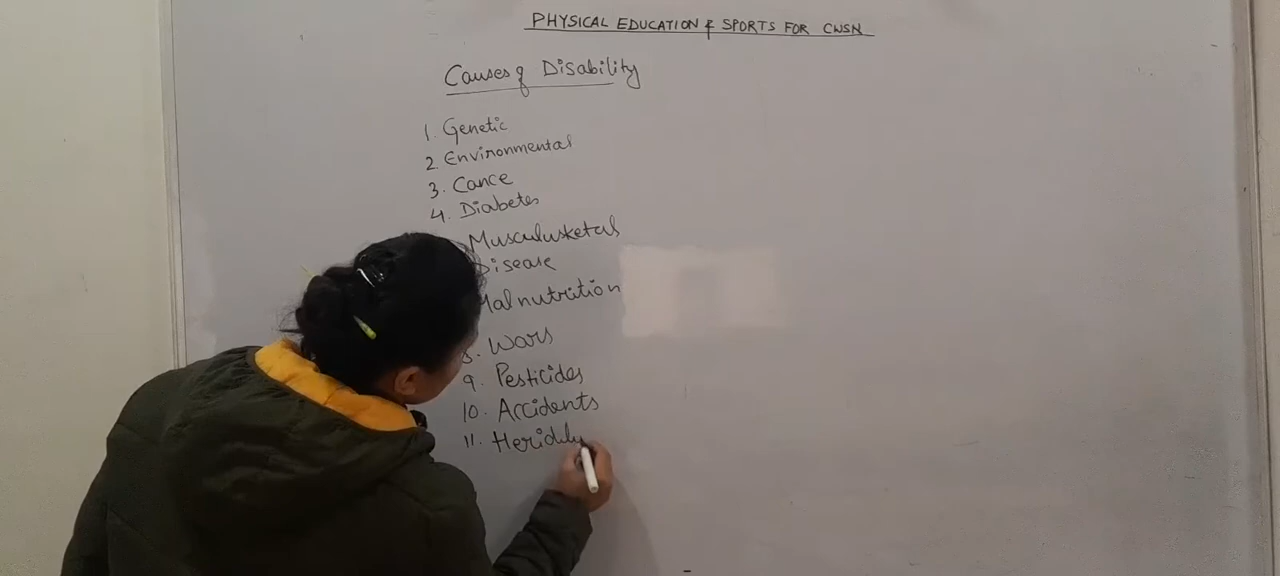 PHYSICAL EDUCATION & SPORTS FOR CWSN
Causes of Disability
1. Genetic
2. Environmental
3. Cance
4. Diabetes
Musculusketal
Disease
Malnutrition
8. Wars
9. Pesticides
10. Accidents
11. Heridity